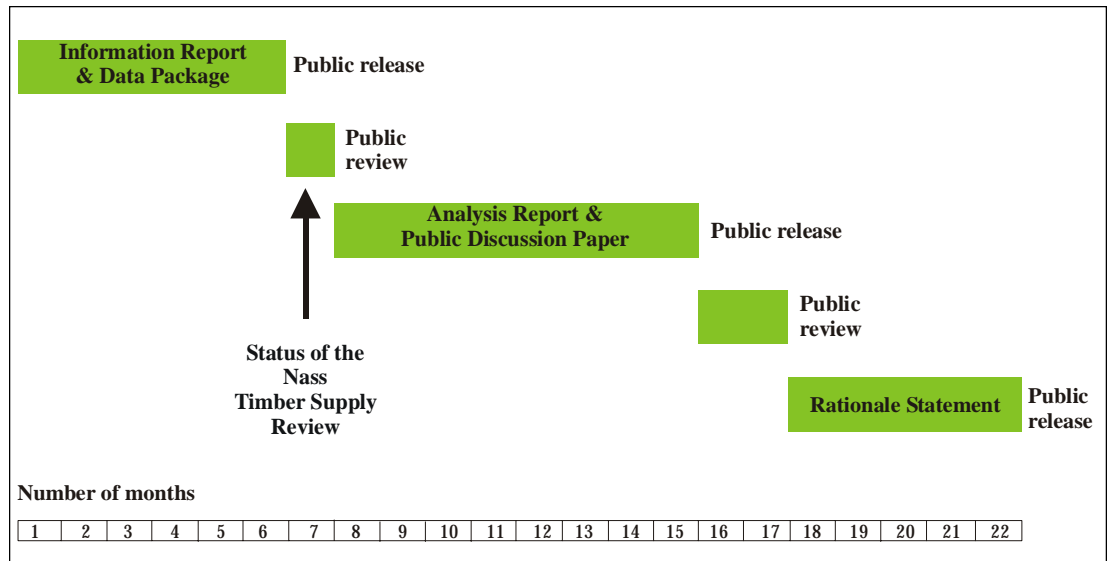 Information Report
& Data Package
Public release
Public
review
Analysis Report &
Public Discussion Paper
Public release
Public
review
Status of the
Nass
Timber Supply
Review
Rationale Statement
Public
release
Number of months
1 2 3 4 5 6 7 8 9 10 11 12 13 14 15 16 17 18 19 20 21 22